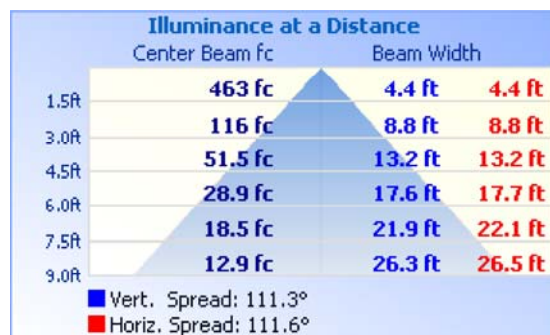 Illuminance at a Distance
Center Beam fc Beam Width
1.5ft 463 fc 4.4 ft 4.4 ft
3.0ft 116 fc 8.8 ft 8.8 ft
4.5ft 51.5 fc 13.2 ft 13.2 ft
6.0ft 28.9 fc 17.6 ft 17.7 ft
7.5ft 18.5 fc 21.9 ft 22.1 ft
9.0ft 12.9 fc 26.3 ft 26.5 ft
Vert. Spread: 111.3°
Horiz. Spread: 111.6°